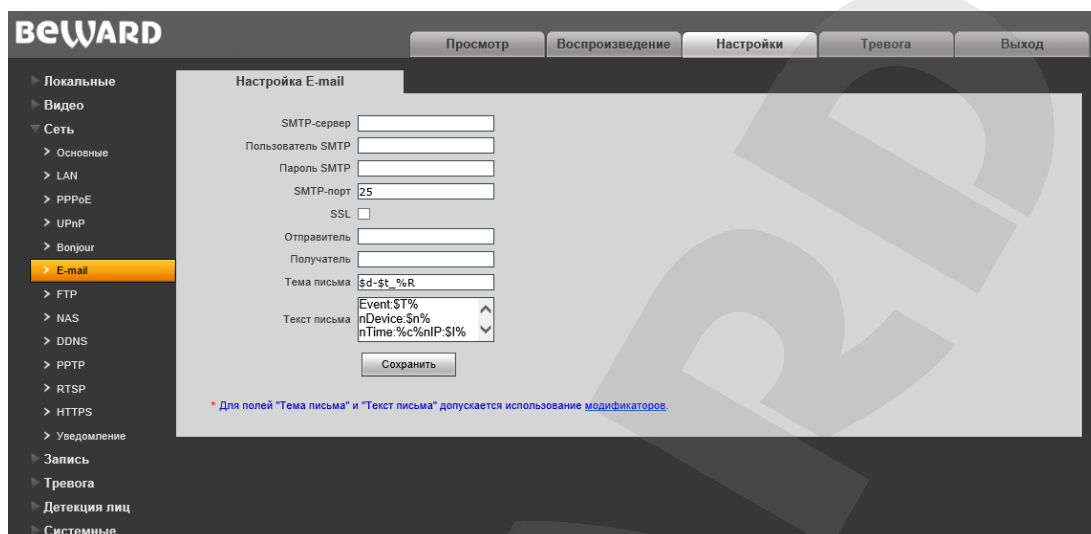 BEWARD
Просмотр Воспроизведение Настройки Тревога Выход
Локальные
Видео
Сеть
Основные
LAN
PPPoE
UPnP
Bonjour
E-mail
FTP
NAS
DDNS
PPTP
RTSP
HTTPS
Уведомление
Запись
Тревога
Детекция лиц
Системные
Настройка E-mail
SMTP-сервер
Пользователь SMTP
Пароль SMTP
SMTP-порт 25
SSL
Отправитель
Получатель
Тема письма $d-$t_%R
Текст письма Event:$T%
nDevice:$n%
nTime:%c%nIP:$I%
Сохранить
* Для полей "Тема письма" и "Текст письма" допускается использование модификаторов.